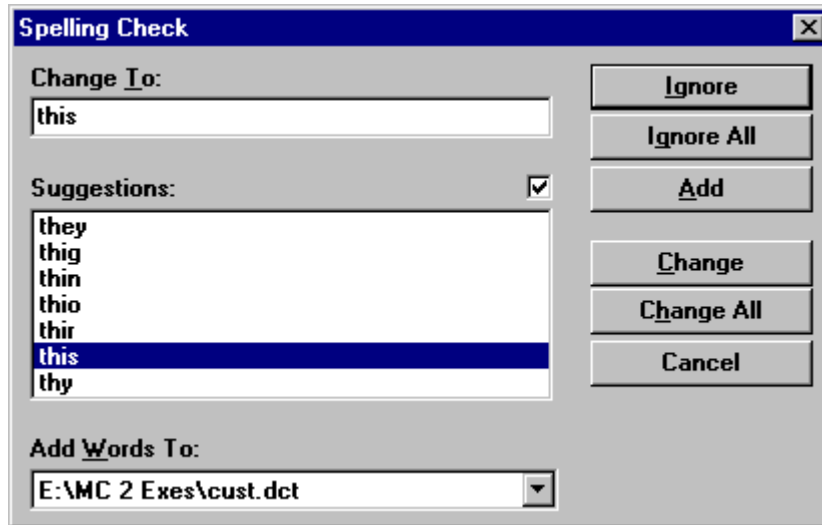 Spelling Check
Change To:
this
Suggestions:
they
thig
thin
thio
thir
this
thy
Add Words To:
E:\MC 2 Exes\cust.dct
Ignore
Ignore All
Add
Change
Change All
Cancel